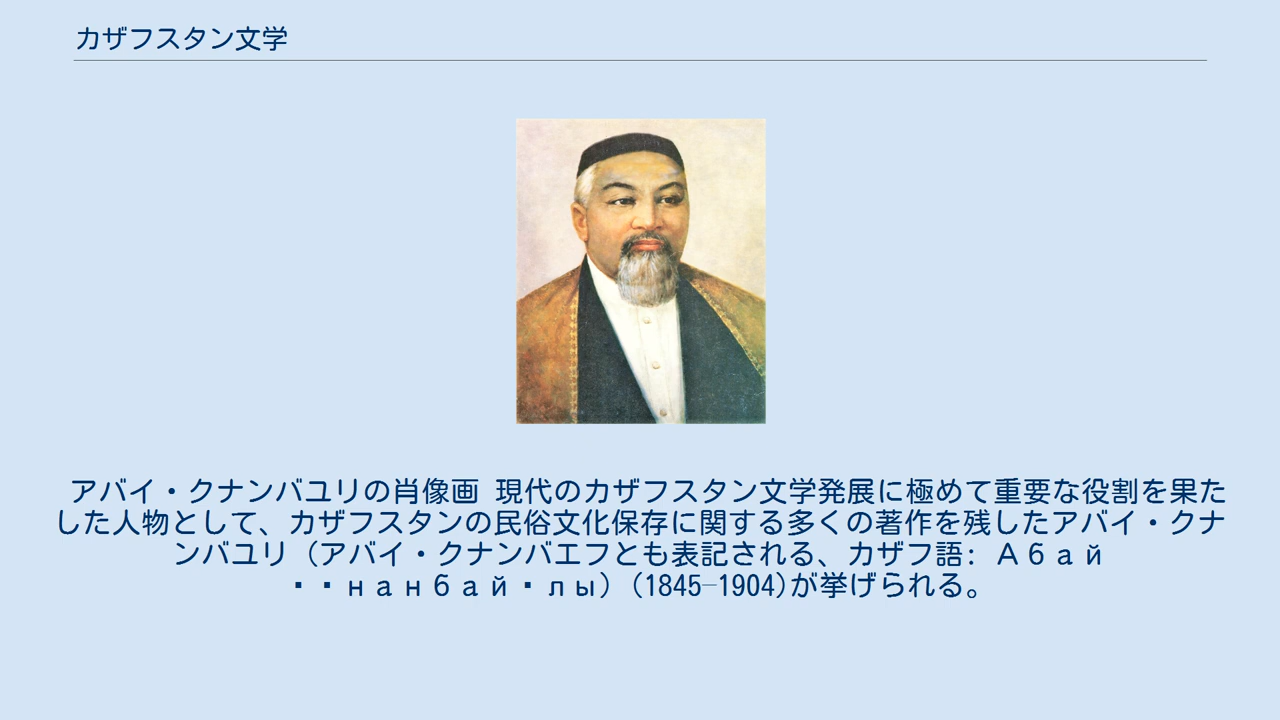 カザフスタン文学
アバイ・クナンバユリの肖像画 現代のカザフスタン文学発展に極めて重要な役割を果た
した人物として、カザフスタンの民俗文化保存に関する多くの著作を残したアバイ・クナ
ンバユリ（アバイ・クナンバエフとも表記される、カザフ語: Абай
▪▪нанбай▪лы）(1845–1904)が挙げられる。